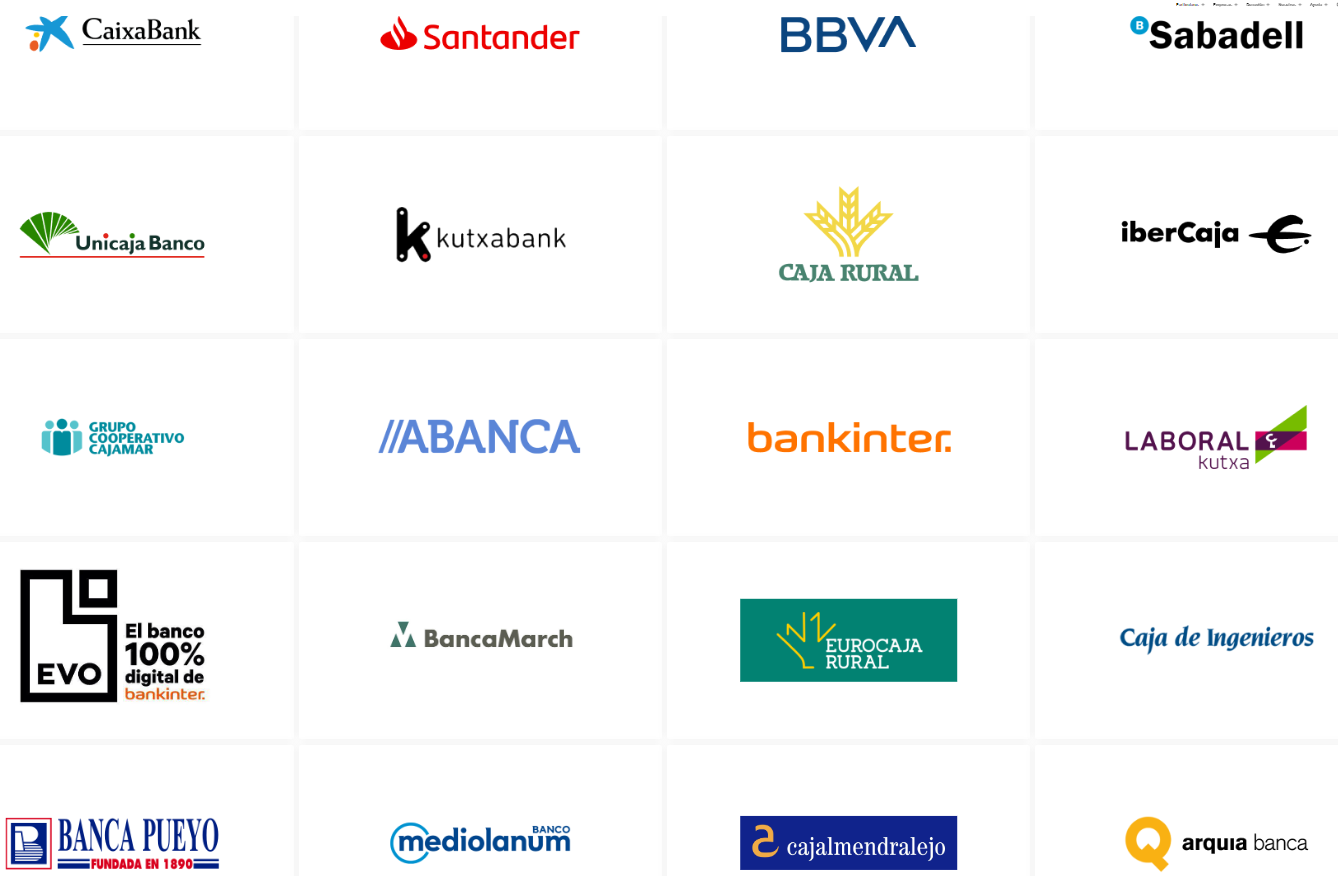 CaixaBank
Santander
BBVA
B Sabadell
Unicaja Banco
kutxabank
CAJA RURAL
iberCaja
GRUPO
COOPERATIVO
CAJAMAR
//ABANCA
bankinter.
LABORAL
kutxa
EVO
El banco
100%
digital de
bankinter.
BancaMarch
EUROCAJA
RURAL
Caja de Ingenieros
BANCA PUEYO
FUNDADA EN 1890
BANCO
mediolanum
cajalmendralejo
arquia banca